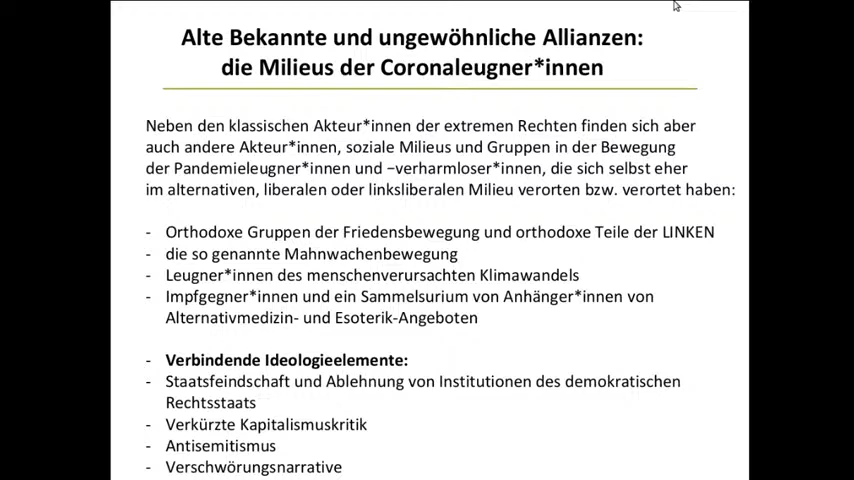 Alte Bekannte und ungewöhnliche Allianzen:
die Milieus der Coronaleugner*innen
Neben den klassischen Akteur*innen der extremen Rechten finden sich aber
auch andere Akteur*innen, soziale Milieus und Gruppen in der Bewegung
der Pandemieleugner*innen und −verharmloser*innen, die sich selbst eher
im alternativen, liberalen oder linksliberalen Milieu verorten bzw. verortet haben:
- Orthodoxe Gruppen der Friedensbewegung und orthodoxe Teile der LINKEN
- die so genannte Mahnwachenbewegung
- Leugner*innen des menschenverursachten Klimawandels
- Impfgegner*innen und ein Sammelsurium von Anhänger*innen von
Alternativmedizin- und Esoterik-Angeboten
- Verbindende Ideologieelemente:
- Staatsfeindschaft und Ablehnung von Institutionen des demokratischen
Rechtsstaats
- Verkürzte Kapitalismuskritik
- Antisemitismus
- Verschwörungsnarrative